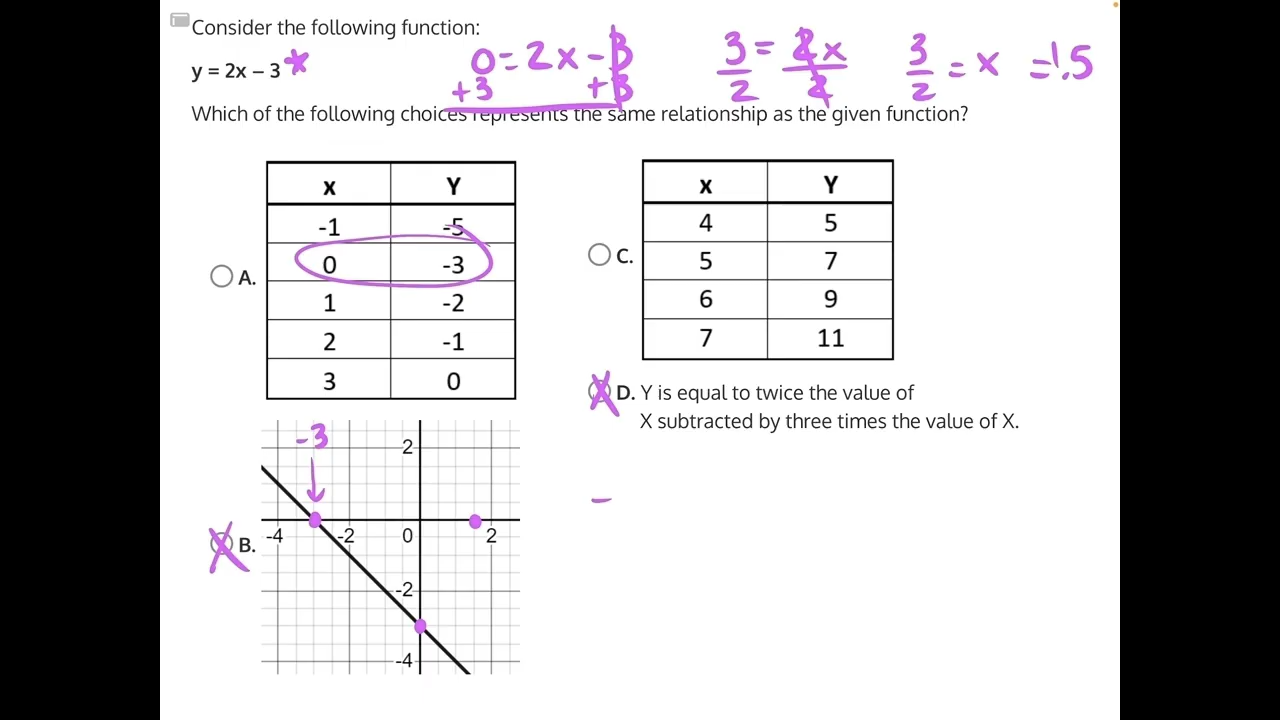 Consider the following function:
y = 2x – 3*
0 = 2x – 3
+3 +3
3/2 = 2x/2
3/2 = x = 1.5
Which of the following choices represents the same relationship as the given function?
A.
x Y
-1 -5
0 -3
1 -2
2 -1
3 0
C.
x Y
4 5
5 7
6 9
7 11
X D. Y is equal to twice the value of
X subtracted by three times the value of X.
X B.
-3
2
-4 -2 0 2
-2
-4
–